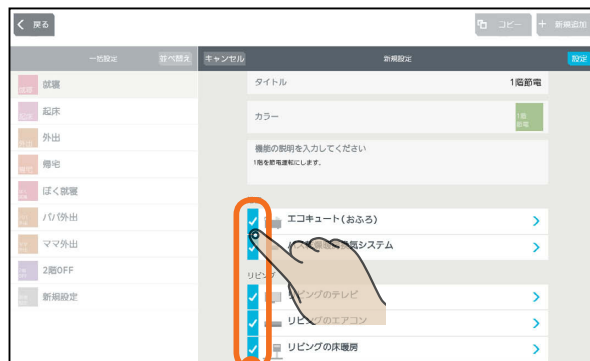 戻る
コピー
新規追加
一括設定
並べ替え
キャンセル
新規設定
設定
就寝
起床
外出
帰宅
ぼく就寝
パパ外出
ママ外出
2階OFF
新規設定
タイトル
1階節電
カラー
1階
節電
機能の説明を入力してください
1階を節電運転にします。
エコキュート(おふろ)
気システム
リビング
リビングのテレビ
リビングのエアコン
リビングの床暖房